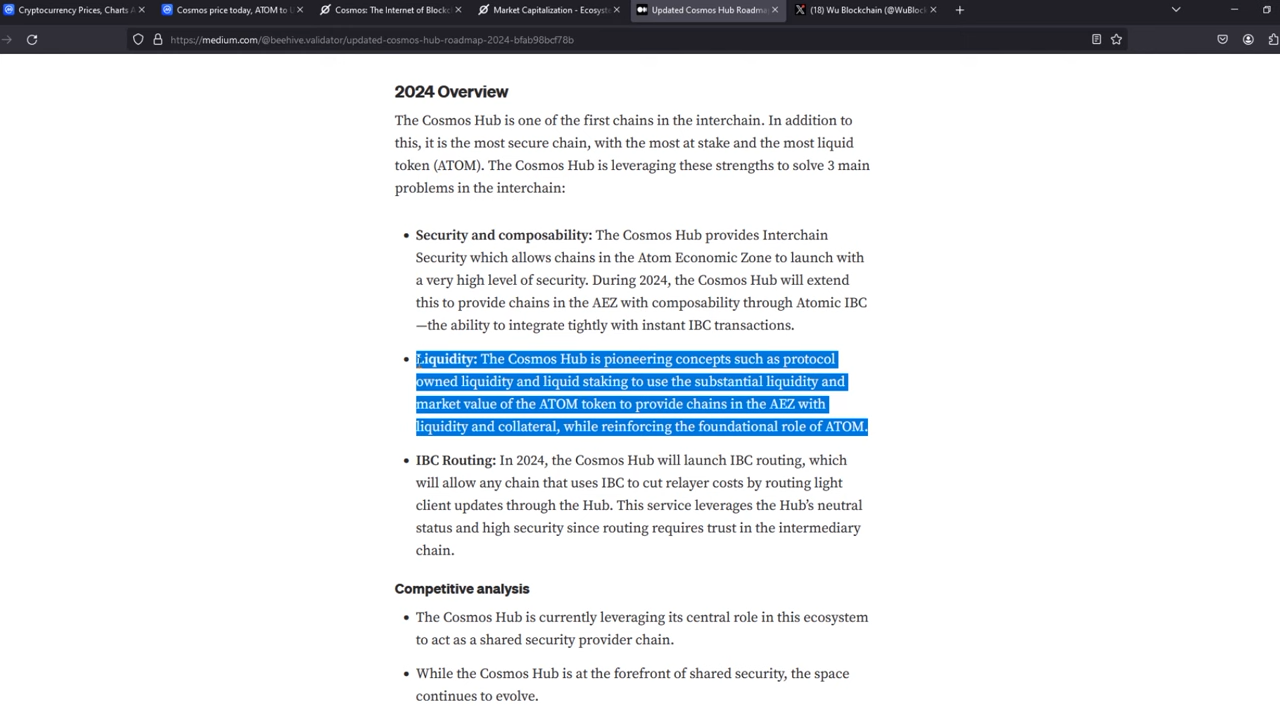 Cryptocurrency Prices, Charts A
Cosmos price today, ATOM to U
Cosmos: The Internet of Blockc
Market Capitalization - Ecosyst
Updated Cosmos Hub Roadma
(18) Wu Blockchain (@WuBlock
https://medium.com/@beehive.validator/updated-cosmos-hub-roadmap-2024-bfab98bcf78b
2024 Overview
The Cosmos Hub is one of the first chains in the interchain. In addition to
this, it is the most secure chain, with the most at stake and the most liquid
token (ATOM). The Cosmos Hub is leveraging these strengths to solve 3 main
problems in the interchain:
• Security and composability: The Cosmos Hub provides Interchain
Security which allows chains in the Atom Economic Zone to launch with
a very high level of security. During 2024, the Cosmos Hub will extend
this to provide chains in the AEZ with composability through Atomic IBC
—the ability to integrate tightly with instant IBC transactions.
• Liquidity: The Cosmos Hub is pioneering concepts such as protocol
owned liquidity and liquid staking to use the substantial liquidity and
market value of the ATOM token to provide chains in the AEZ with
liquidity and collateral, while reinforcing the foundational role of ATOM.
• IBC Routing: In 2024, the Cosmos Hub will launch IBC routing, which
will allow any chain that uses IBC to cut relayer costs by routing light
client updates through the Hub. This service leverages the Hub's neutral
status and high security since routing requires trust in the intermediary
chain.
Competitive analysis
• The Cosmos Hub is currently leveraging its central role in this ecosystem
to act as a shared security provider chain.
• While the Cosmos Hub is at the forefront of shared security, the space
continues to evolve.